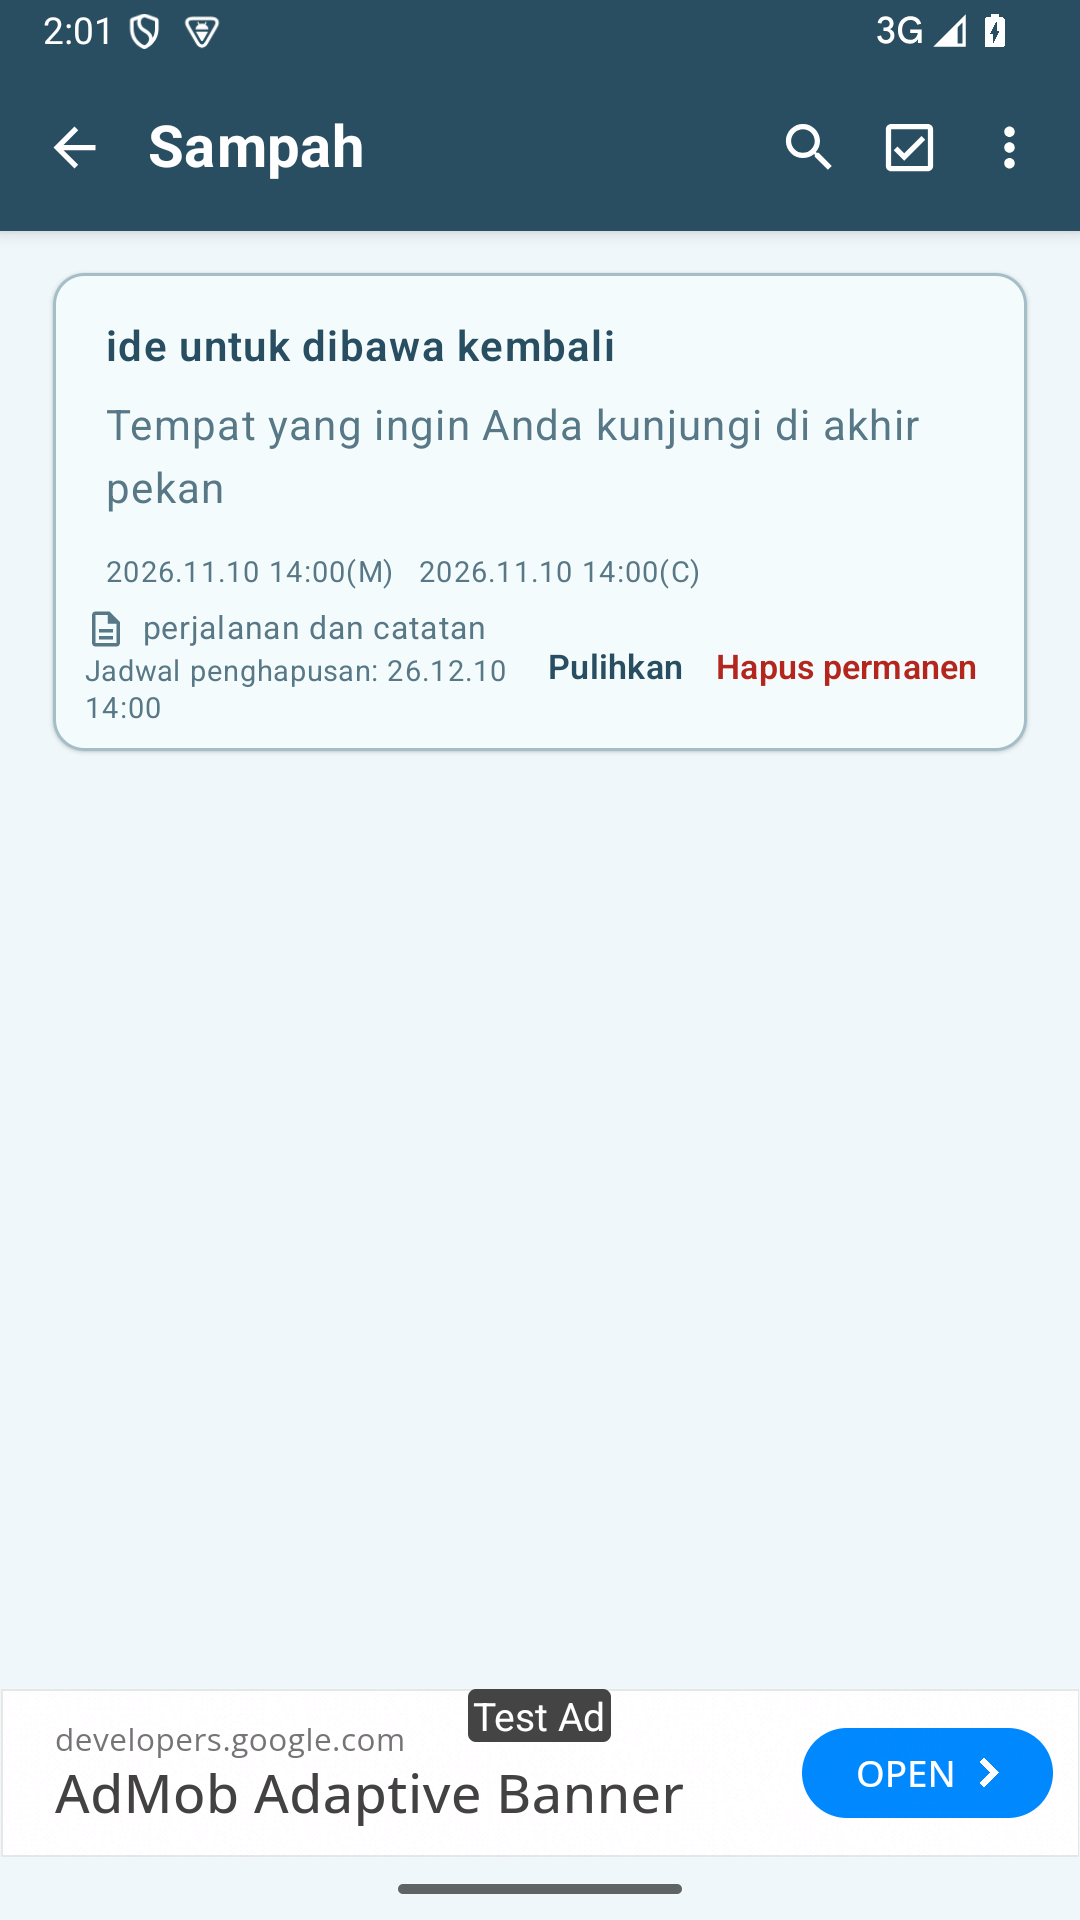 2:01
3G
Sampah
ide untuk dibawa kembali
Tempat yang ingin Anda kunjungi di akhir
pekan
2026.11.10 14:00(M) 2026.11.10 14:00(C)
perjalanan dan catatan
Jadwal penghapusan: 26.12.10
14:00
Pulihkan
Hapus permanen
Test Ad
developers.google.com
AdMob Adaptive Banner
OPEN